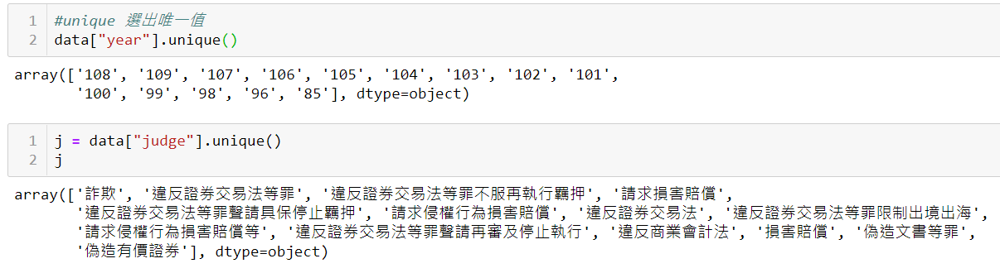 1 #unique 選出唯一值
2 data["year"].unique()
array(['108', '109', '107', '106', '105', '104', '103', '102', '101',
'100', '99', '98', '96', '85'], dtype=object)
1 j = data["judge"].unique()
2 j
array(['詐欺', '違反證券交易法等罪', '違反證券交易法等罪不服再執行羈押', '請求損害賠償',
'違反證券交易法等罪聲請具保停止羈押', '請求侵權行為損害賠償', '違反證券交易法', '違反證券交易法等罪限制出境出海',
'請求侵權行為損害賠償等', '違反證券交易法等罪聲請再審及停止執行', '違反商業會計法', '損害賠償', '偽造文書等罪',
'偽造有價證券'], dtype=object)